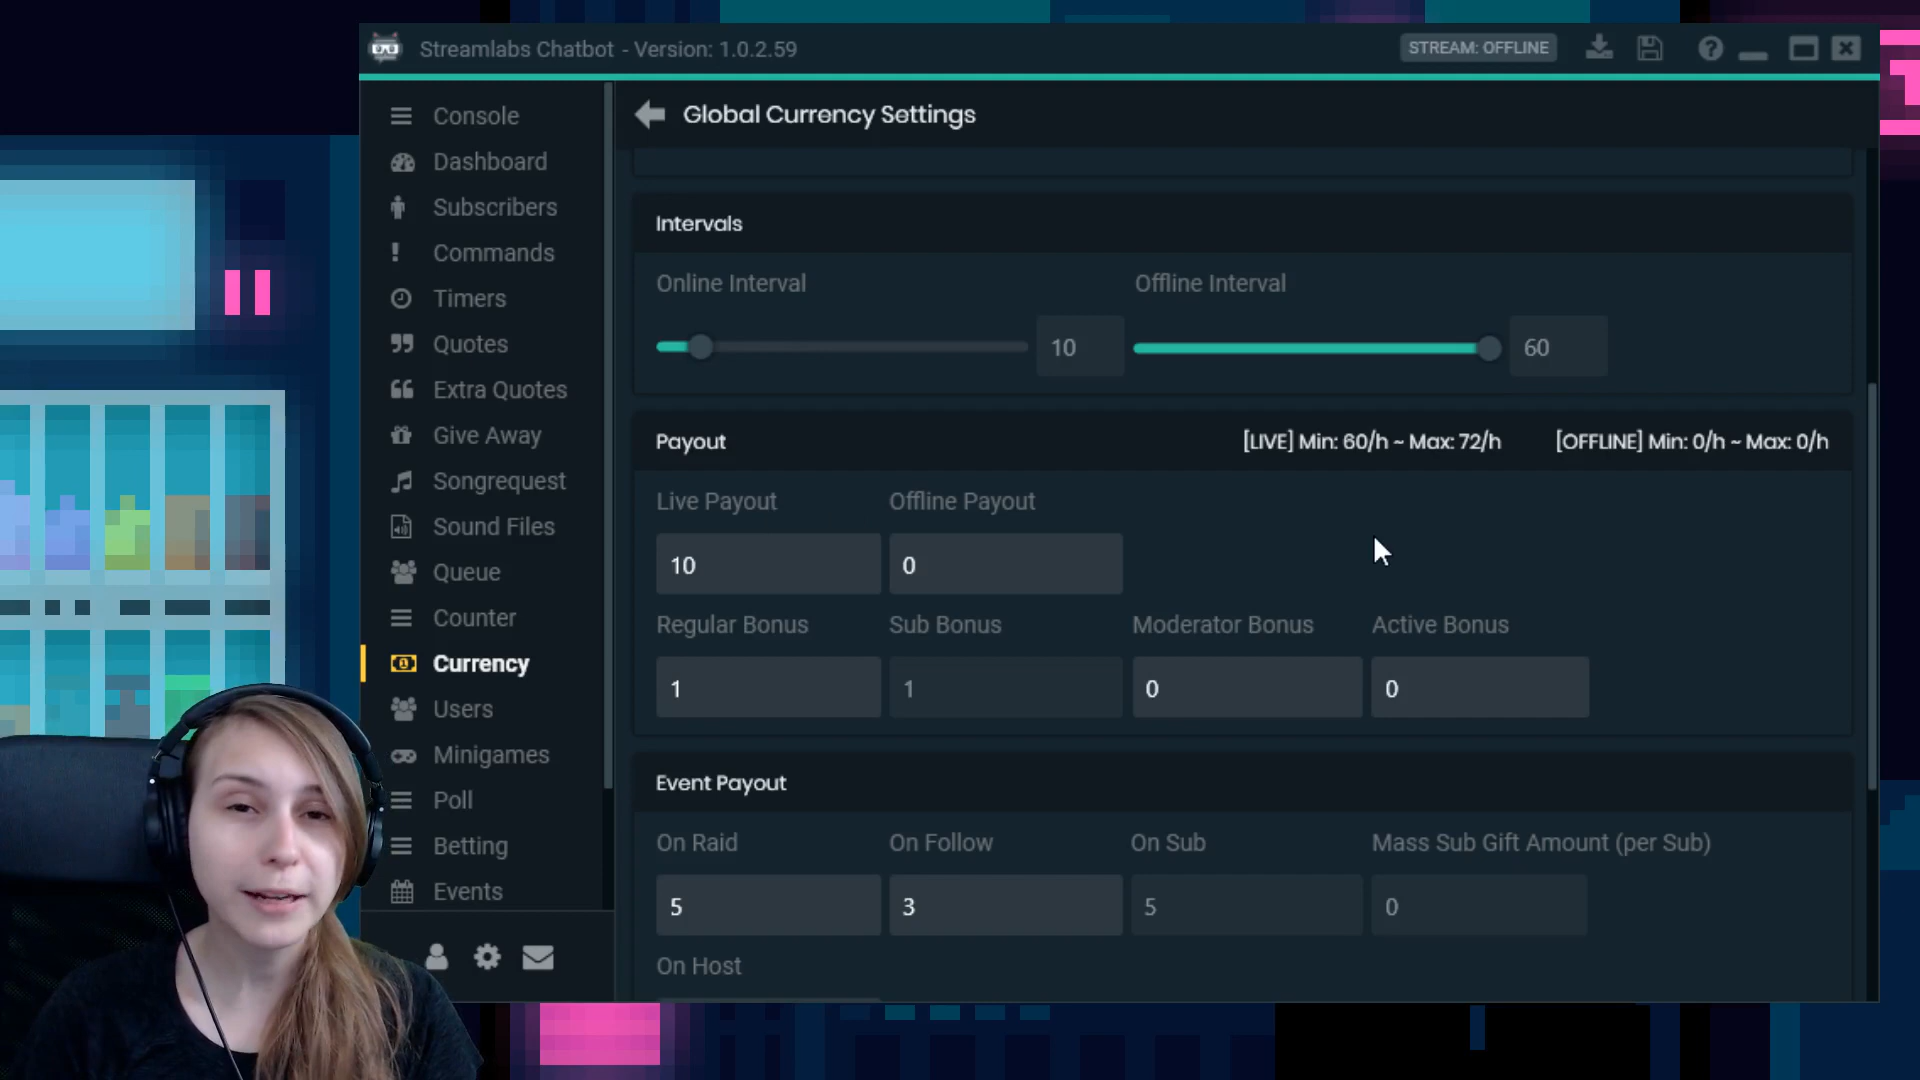 Streamlabs Chatbot - Version: 1.0.2.59
STREAM: OFFLINE
Console
Dashboard
Subscribers
Commands
Timers
Quotes
Extra Quotes
Give Away
Songrequest
Sound Files
Queue
Counter
Currency
Users
Minigames
Poll
Betting
Events
Global Currency Settings
Intervals
Online Interval
Offline Interval
10
60
Payout
[LIVE] Min: 60/h ~ Max: 72/h
[OFFLINE] Min: 0/h ~ Max: 0/h
Live Payout
Offline Payout
10
0
Regular Bonus
Sub Bonus
Moderator Bonus
Active Bonus
1
1
0
0
Event Payout
On Raid
On Follow
On Sub
Mass Sub Gift Amount (per Sub)
5
3
5
0
On Host